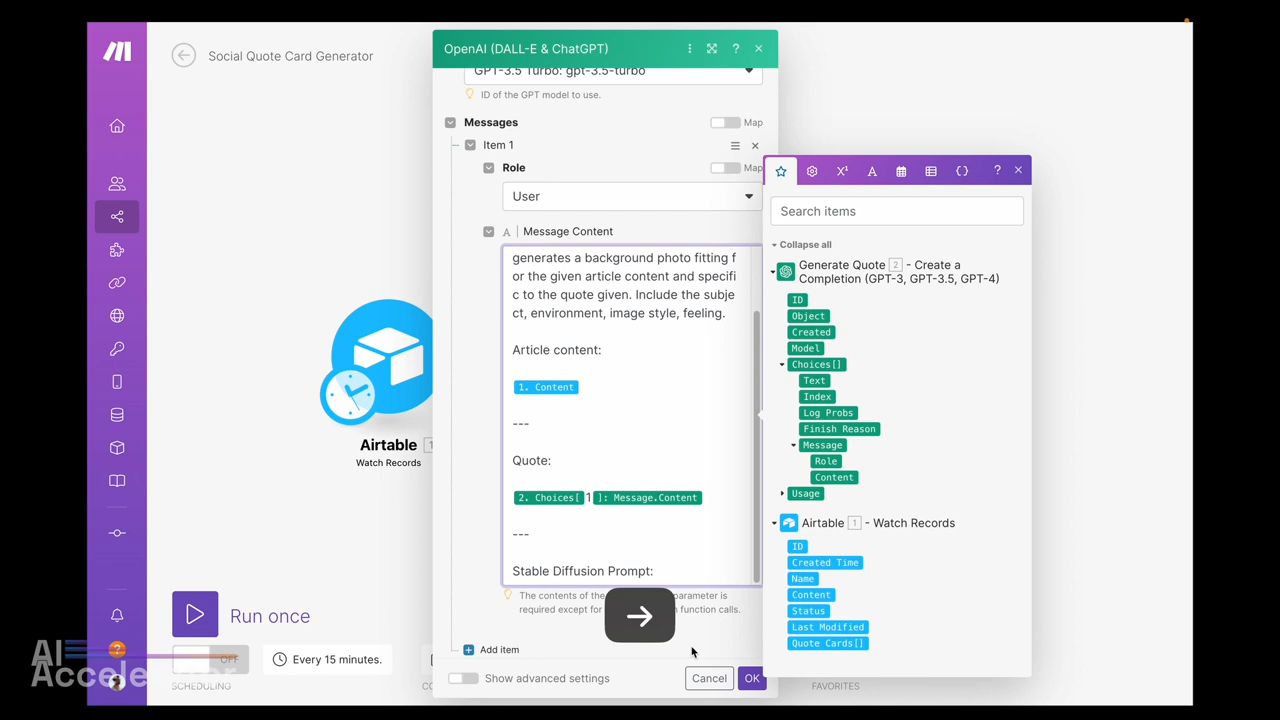 Social Quote Card Generator
OpenAI (DALL-E & ChatGPT)
?
GPT-3.5 Turbo: gpt-3.5-turbo
ID of the GPT model to use.
Messages
Map
Item 1
Role
Map
User
A | Message Content
generates a background photo fitting f
or the given article content and specifi
c to the quote given. Include the subje
ct, environment, image style, feeling.
Article content:
1. Content
---
Quote:
2. Choices[ 1 ]: Message.Content
---
Stable Diffusion Prompt:
The contents of the parameter is
required except for function calls.
Add item
Show advanced settings
Cancel
OK
Search items
Collapse all
Generate Quote 2 - Create a
Completion (GPT-3, GPT-3.5, GPT-4)
ID
Object
Created
Model
Choices[]
Text
Index
Log Probs
Finish Reason
Message
Role
Content
Usage
Airtable 1 - Watch Records
ID
Created Time
Name
Content
Status
Last Modified
Quote Cards[]
Airtable 1
Watch Records
Run once
OFF
Every 15 minutes.
SCHEDULING
FAVORITES
AI